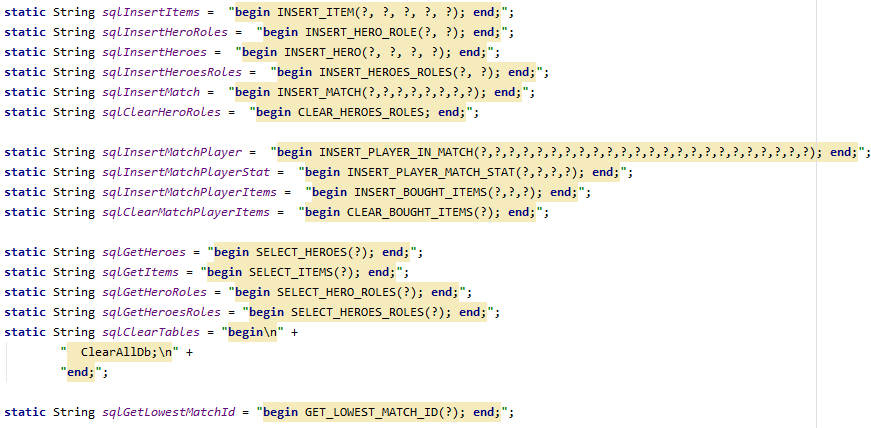 static String sqlInsertItems =  "begin INSERT_ITEM(?, ?, ?, ?, ?); end;";
static String sqlInsertHeroRoles =  "begin INSERT_HERO_ROLE(?, ?); end;";
static String sqlInsertHeroes =  "begin INSERT_HERO(?, ?, ?, ?); end;";
static String sqlInsertHeroesRoles =  "begin INSERT_HEROES_ROLES(?, ?); end;";
static String sqlInsertMatch =  "begin INSERT_MATCH(?,?,?,?,?,?,?,?); end;";
static String sqlClearHeroRoles =  "begin CLEAR_HEROES_ROLES; end;";
static String sqlInsertMatchPlayer =  "begin INSERT_PLAYER_IN_MATCH(?,?,?,?,?,?,?,?,?,?,?,?,?,?,?,?,?,?,?,?,?,?,?,?); end;";
static String sqlInsertMatchPlayerStat =  "begin INSERT_PLAYER_MATCH_STAT(?,?,?,?); end;";
static String sqlInsertMatchPlayerItems =  "begin INSERT_BOUGHT_ITEMS(?,?,?); end;";
static String sqlClearMatchPlayerItems =  "begin CLEAR_BOUGHT_ITEMS(?); end;";
static String sqlGetHeroes = "begin SELECT_HEROES(?); end;";
static String sqlGetItems = "begin SELECT_ITEMS(?); end;";
static String sqlGetHeroRoles = "begin SELECT_HERO_ROLES(?); end;";
static String sqlGetHeroesRoles = "begin SELECT_HEROES_ROLES(?); end;";
static String sqlClearTables = "begin\n" +
"  ClearAllDb;\n" +
"end;";
static String sqlGetLowestMatchId = "begin GET_LOWEST_MATCH_ID(?); end;";